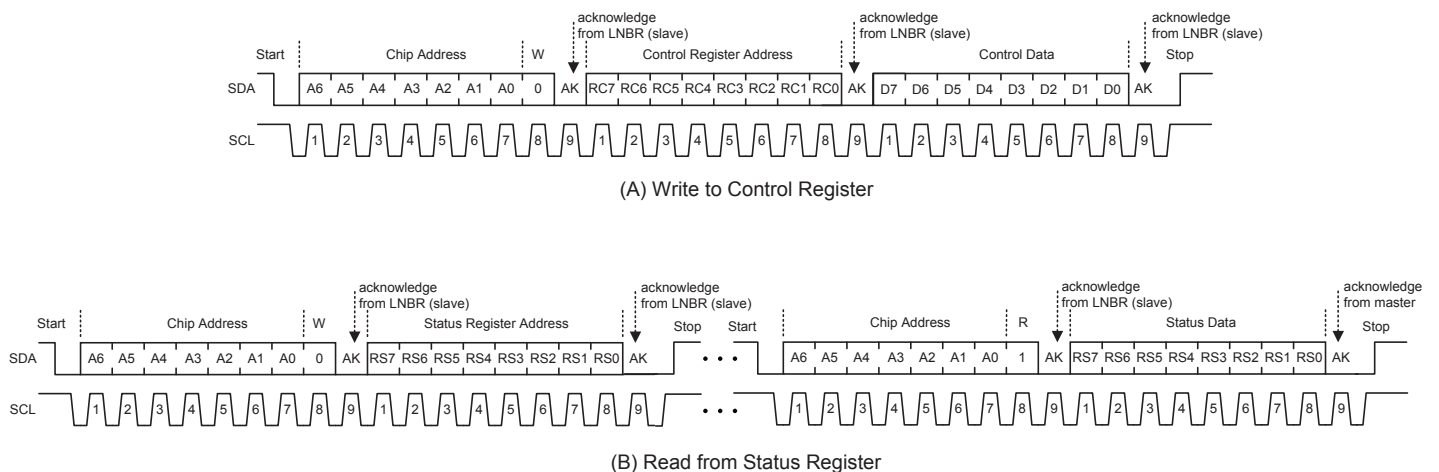 acknowledge
from LNBR (slave)
acknowledge
from LNBR (slave)
acknowledge
from LNBR (slave)
Start Chip Address W Control Register Address Control Data Stop
SDA A6 A5 A4 A3 A2 A1 A0 0 AK RC7 RC6 RC5 RC4 RC3 RC2 RC1 RC0 AK D7 D6 D5 D4 D3 D2 D1 D0 AK
SCL 1 2 3 4 5 6 7 8 9 1 2 3 4 5 6 7 8 9 1 2 3 4 5 6 7 8 9
(A) Write to Control Register
acknowledge
from LNBR (slave)
acknowledge
from LNBR (slave)
acknowledge
from LNBR (slave)
acknowledge
from master
Start Chip Address W Status Register Address Stop Start Chip Address R Status Data Stop
SDA A6 A5 A4 A3 A2 A1 A0 0 AK RS7 RS6 RS5 RS4 RS3 RS2 RS1 RS0 AK • • • A6 A5 A4 A3 A2 A1 A0 1 AK RS7 RS6 RS5 RS4 RS3 RS2 RS1 RS0 AK
SCL 1 2 3 4 5 6 7 8 9 1 2 3 4 5 6 7 8 9 • • • 1 2 3 4 5 6 7 8 9 1 2 3 4 5 6 7 8 9
(B) Read from Status Register